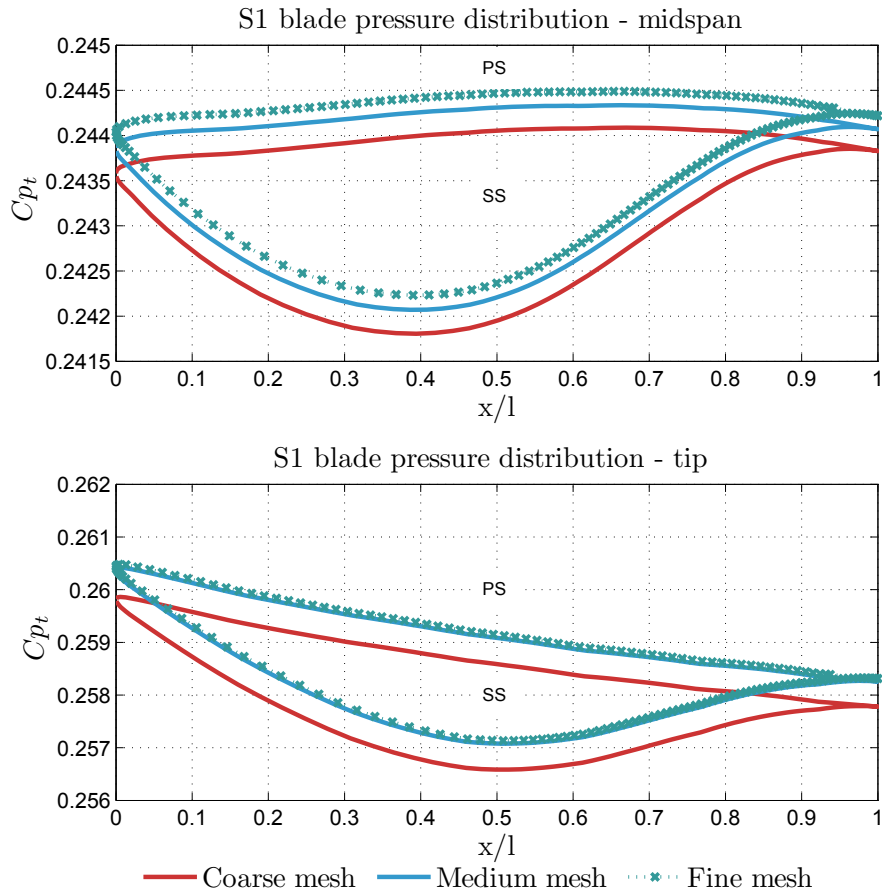 S1 blade pressure distribution - midspan
0.245
0.2445
0.244
0.2435
0.243
0.2425
0.242
0.2415
Cp_t
PS
SS
0 0.1 0.2 0.3 0.4 0.5 0.6 0.7 0.8 0.9 1
x/l
S1 blade pressure distribution - tip
0.262
0.261
0.26
0.259
0.258
0.257
0.256
Cp_t
PS
SS
0 0.1 0.2 0.3 0.4 0.5 0.6 0.7 0.8 0.9 1
x/l
Coarse mesh Medium mesh Fine mesh